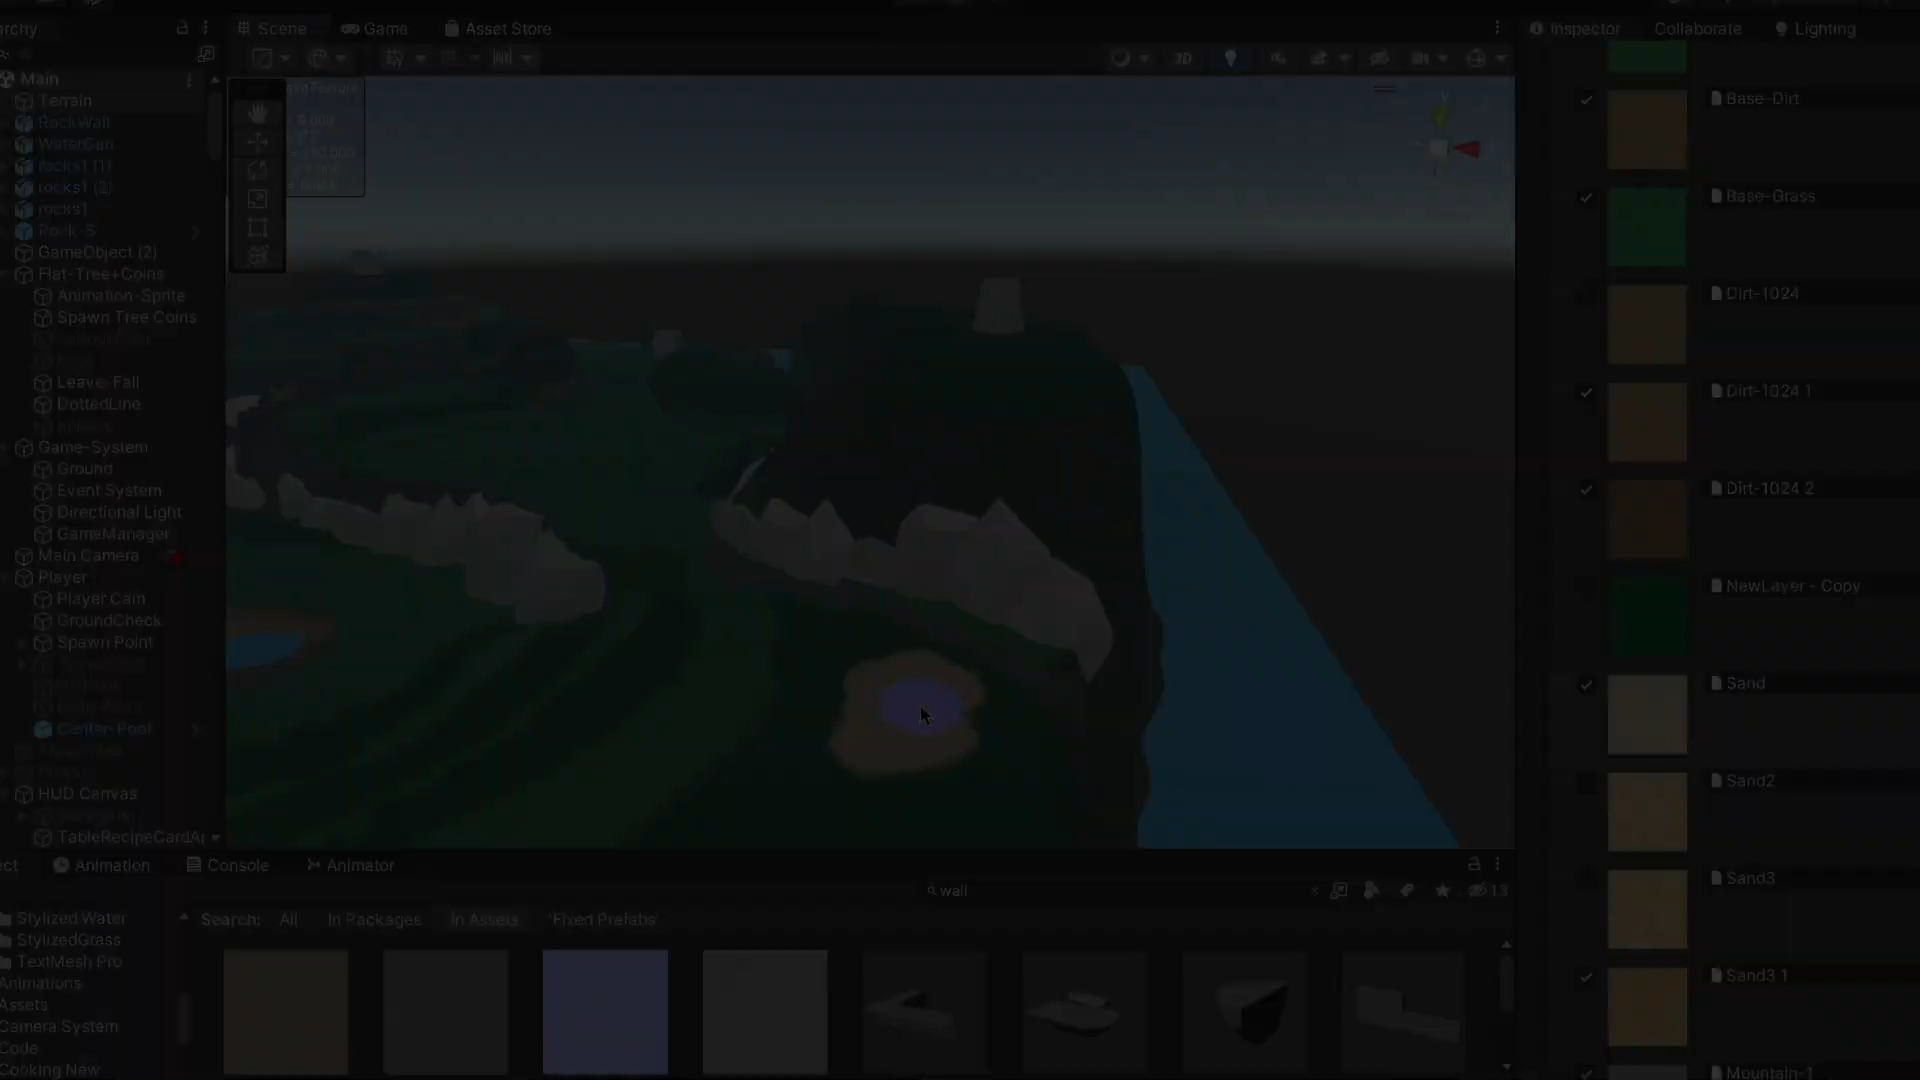 archy
Scene
Game
Asset Store
Inspector
Collaborate
Lighting
2D
Main
Terrain
RockWall
WaterCan
rocks1 (1)
rocks1 (2)
rocks1
Rock-S
GameObject (2)
Flat-Tree+Coins
Animation-Sprite
Spawn Tree Coins
Leave-Fall
DottedLine
Game-System
Ground
Event System
Directional Light
GameManager
Main Camera
Player
Player Cam
GroundCheck
Spawn Point
Center-Pool
HUD Canvas
TableRecipeCardAr
Base-Dirt
Base-Grass
Dirt-1024
Dirt-1024 1
Dirt-1024 2
NewLayer - Copy
Sand
Sand2
Sand3
Sand3 1
Mountain-1
ect
Animation
Console
Animator
wall
13
Search:
All
In Packages
In Assets
'Fixed Prefabs'
Stylized Water
StylizedGrass
TextMesh Pro
Animations
Assets
Camera System
Code
Cooking New